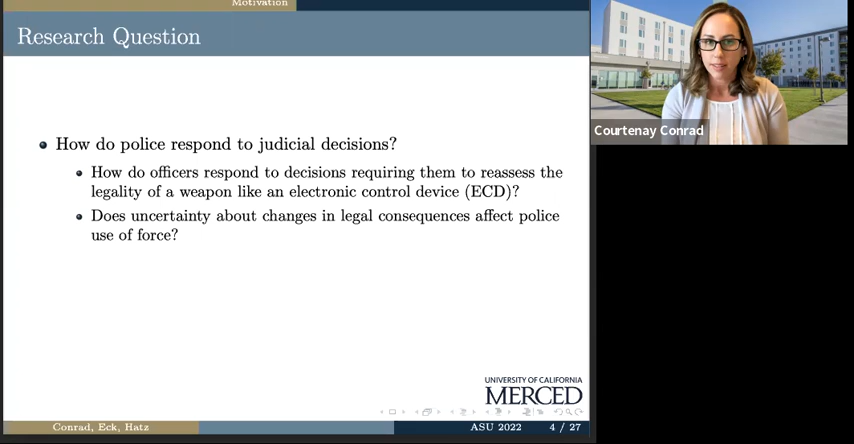 Motivation
Research Question
How do police respond to judicial decisions?
How do officers respond to decisions requiring them to reassess the
legality of a weapon like an electronic control device (ECD)?
Does uncertainty about changes in legal consequences affect police
use of force?
UNIVERSITY OF CALIFORNIA
MERCED
Conrad, Eck, Hatz
ASU 2022
4 / 27
Courtenay Conrad